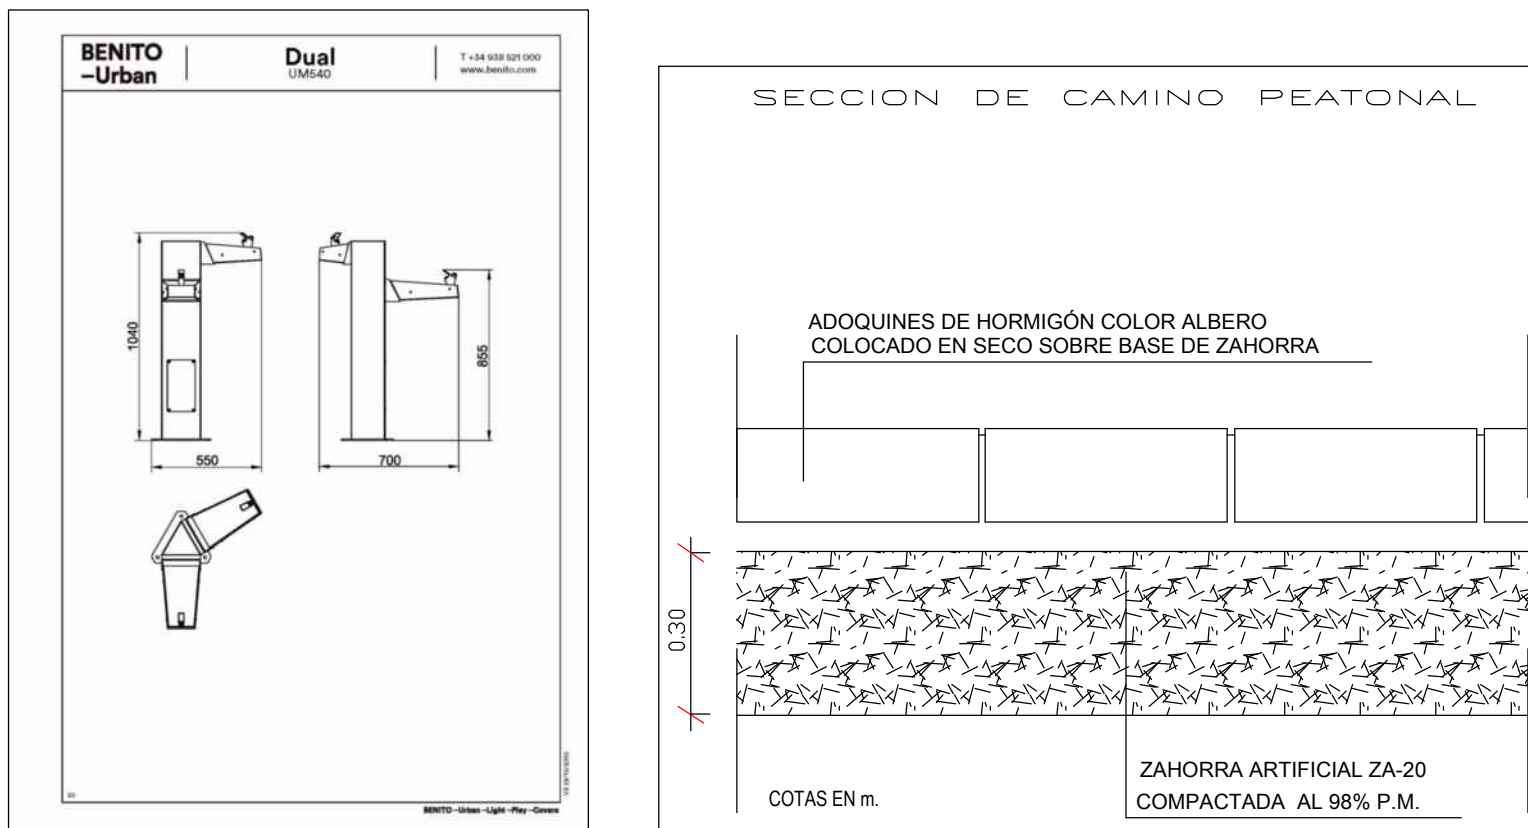 BENITO
–Urban
Dual
UM540
T +34 938 521 000
www.benito.com
1040
550
700
855
BENITO –Urban –Light –Play –Covers
SECCION DE CAMINO PEATONAL
ADOQUINES DE HORMIGÓN COLOR ALBERO
COLOCADO EN SECO SOBRE BASE DE ZAHORRA
0.30
ZAHORRA ARTIFICIAL ZA-20
COMPACTADA AL 98% P.M.
COTAS EN m.